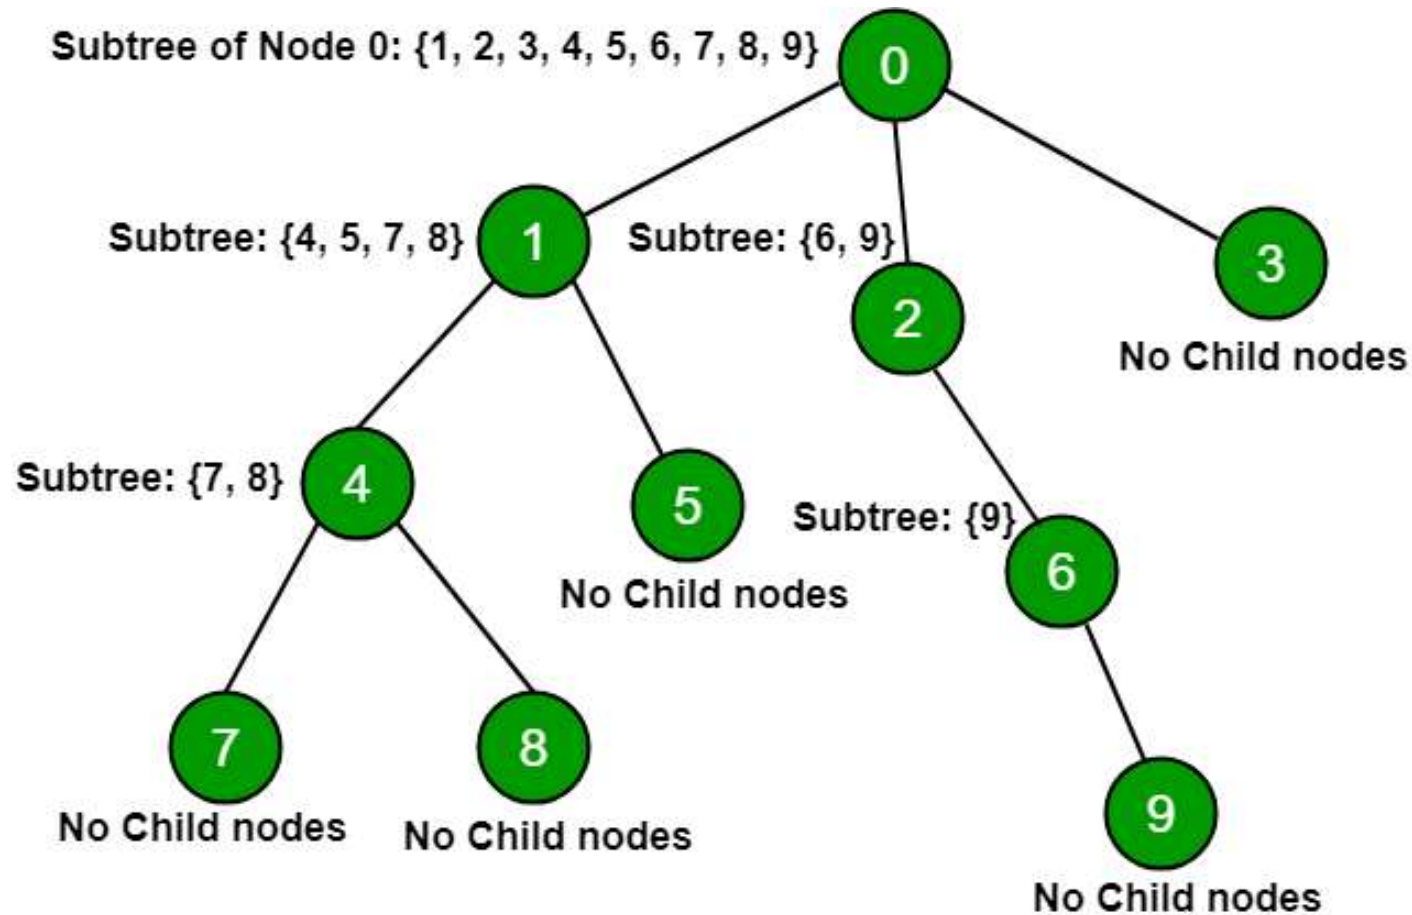 Subtree of Node 0: {1, 2, 3, 4, 5, 6, 7, 8, 9}
0
Subtree: {4, 5, 7, 8}
1
Subtree: {6, 9}
2
3
No Child nodes
Subtree: {7, 8}
4
5
No Child nodes
Subtree: {9}
6
7
No Child nodes
8
No Child nodes
9
No Child nodes